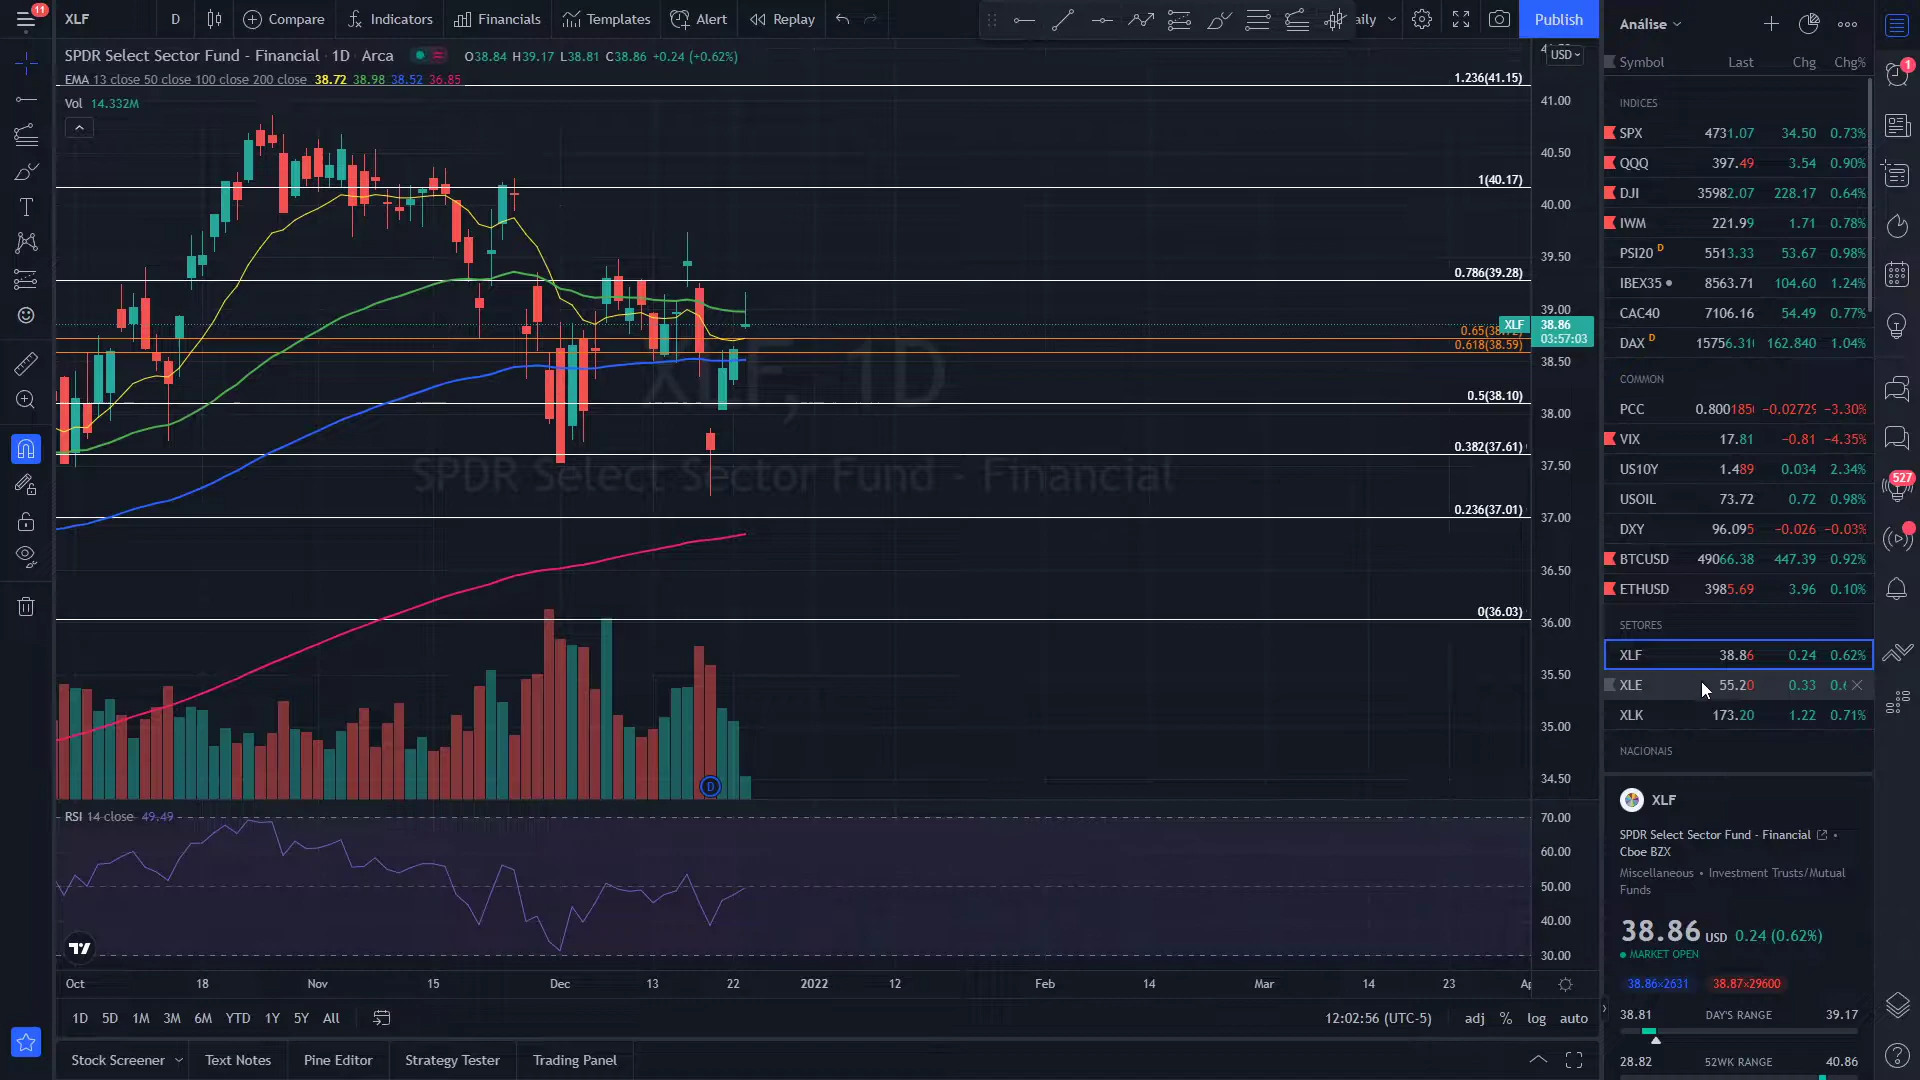 11
XLF
D
Compare
Indicators
Financials
Templates
Alert
Replay
Publish
SPDR Select Sector Fund - Financial · 1D · Arca
O38.84 H39.17 L38.81 C38.86 +0.24 (+0.62%)
EMA 13 close 50 close 100 close 200 close 38.72 38.98 38.52 36.85
Vol 14.332M
XLF, 1D
SPDR Select Sector Fund - Financial
1.236(41.15)
1(40.17)
0.786(39.28)
0.618(38.59)
0.5(38.10)
0.382(37.61)
0.236(37.01)
0(36.03)
USD
41.00
40.50
40.00
39.50
39.00
XLF 38.86
03:57:03
38.50
38.00
37.50
37.00
36.50
36.00
35.50
35.00
34.50
D
RSI 14 close 49.49
70.00
60.00
50.00
40.00
30.00
Oct 18 Nov 15 Dec 13 22 2022 12 Feb 14 Mar 14 23
1D 5D 1M 3M 6M YTD 1Y 5Y All
12:02:56 (UTC-5)
adj % log auto
Stock Screener
Text Notes
Pine Editor
Strategy Tester
Trading Panel
Análise
Symbol Last Chg Chg%
INDICES
SPX 4731.07 34.50 0.73%
QQQ 397.49 3.54 0.90%
DJI 35982.07 228.17 0.64%
IWM 221.99 1.71 0.78%
PSI20 D 5513.33 53.67 0.98%
IBEX35 8563.71 104.60 1.24%
CAC40 7106.16 54.49 0.77%
DAX D 15756.310 162.840 1.04%
COMMON
PCC 0.8001850 −0.02729 −3.30%
VIX 17.81 −0.81 −4.35%
US10Y 1.489 0.034 2.34%
USOIL 73.72 0.72 0.98%
DXY 96.095 −0.026 −0.03%
BTCUSD 49066.38 447.39 0.92%
ETHUSD 3985.69 3.96 0.10%
SETORES
XLF 38.86 0.24 0.62%
XLE 55.20 0.33
XLK 173.20 1.22 0.71%
NACIONAIS
XLF
SPDR Select Sector Fund - Financial •
Cboe BZX
Miscellaneous • Investment Trusts/Mutual
Funds
38.86 USD 0.24 (0.62%)
MARKET OPEN
38.86×2631 38.87×29600
38.81 DAY'S RANGE 39.17
28.82 52WK RANGE 40.86
1
527